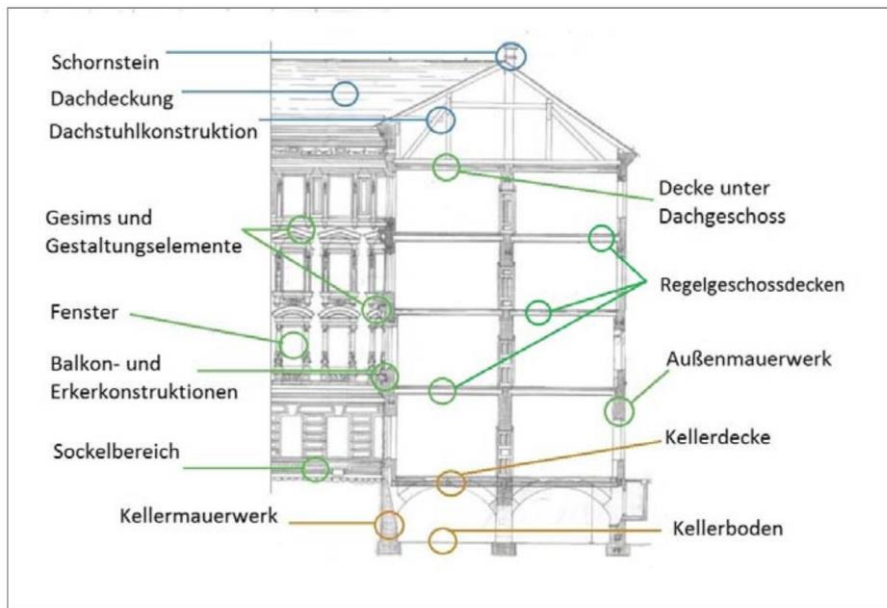 Schornstein
Dachdeckung
Dachstuhlkonstruktion
Gesims und
Gestaltungselemente
Fenster
Balkon- und
Erkerkonstruktionen
Sockelbereich
Kellermauerwerk
Decke unter
Dachgeschoss
Regelgeschossdecken
Außenmauerwerk
Kellerdecke
Kellerboden